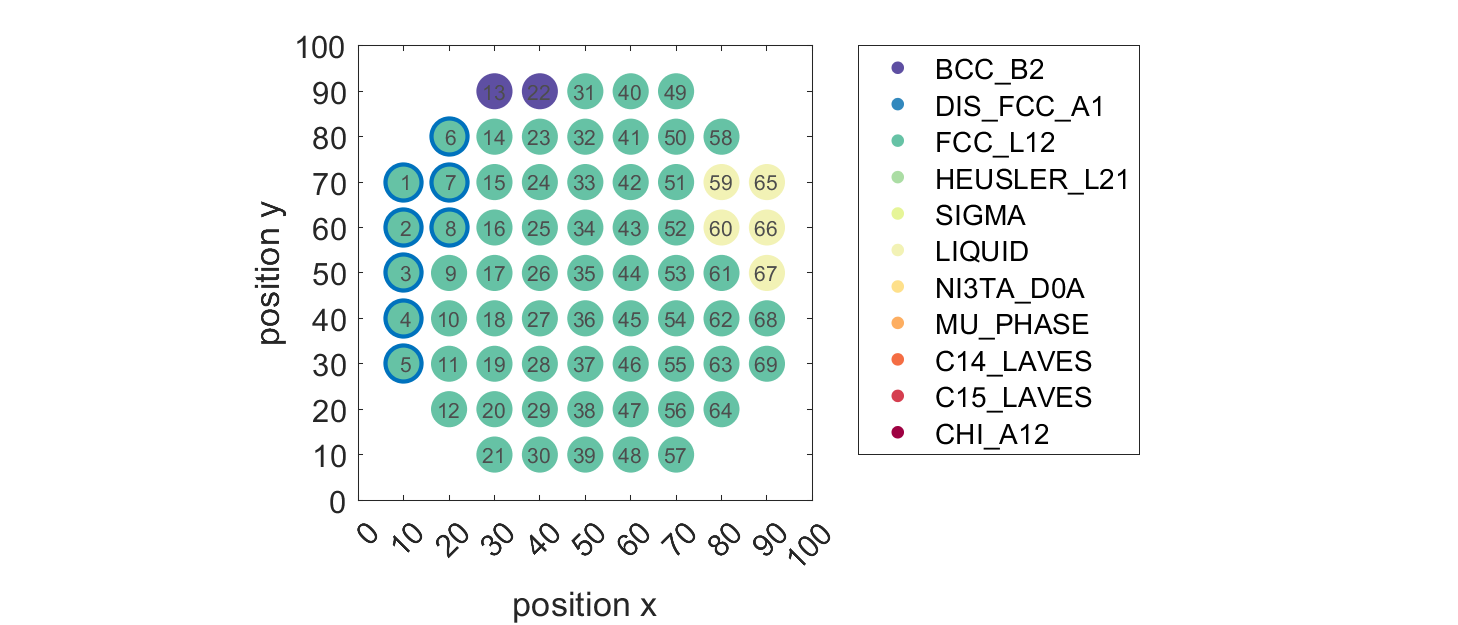 100
90
80
70
60
50
40
30
20
10
0
position y
13 22 31 40 49
6 14 23 32 41 50 58
1 7 15 24 33 42 51 59 65
2 8 16 25 34 43 52 60 66
3 9 17 26 35 44 53 61 67
4 10 18 27 36 45 54 62 68
5 11 19 28 37 46 55 63 69
12 20 29 38 47 56 64
21 30 39 48 57
0 10 20 30 40 50 60 70 80 90 100
position x
BCC_B2
DIS_FCC_A1
FCC_L12
HEUSLER_L21
SIGMA
LIQUID
NI3TA_D0A
MU_PHASE
C14_LAVES
C15_LAVES
CHI_A12